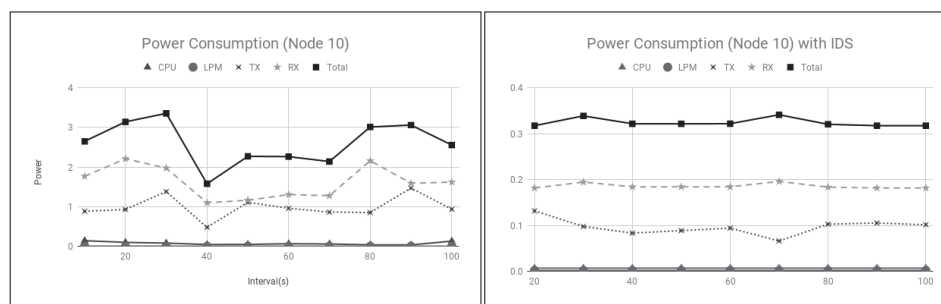 Power Consumption (Node 10)
CPU LPM TX RX Total
4
3
2
1
0
Power
20 40 60 80 100
Interval(s)
Power Consumption (Node 10) with IDS
CPU LPM TX RX Total
0.4
0.3
0.2
0.1
0.0
20 40 60 80 100